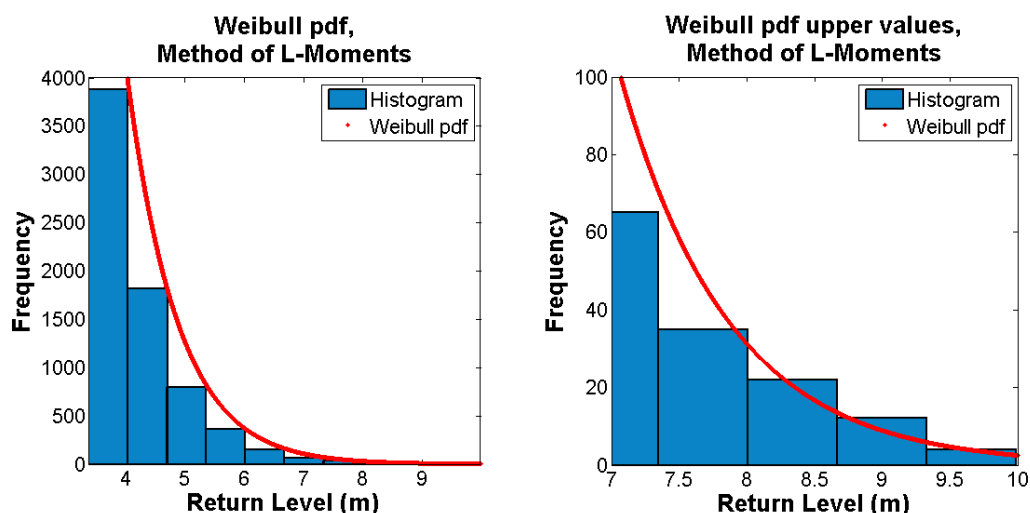 Weibull pdf,
Method of L-Moments
4000
3500
3000
2500
2000
1500
1000
500
0
Frequency
Histogram
Weibull pdf
4
5
6
7
8
9
Return Level (m)
Weibull pdf upper values,
Method of L-Moments
100
80
60
40
20
0
Frequency
Histogram
Weibull pdf
7
7.5
8
8.5
9
9.5
10
Return Level (m)